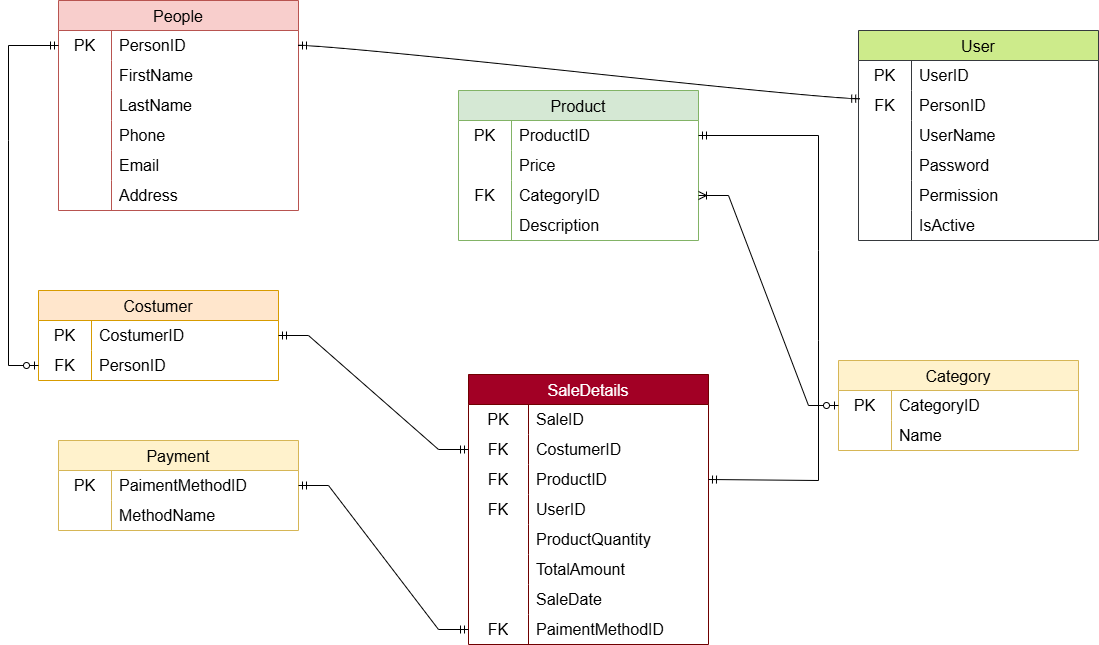 People
PK PersonID
FirstName
LastName
Phone
Email
Address
User
PK UserID
FK PersonID
UserName
Password
Permission
IsActive
Product
PK ProductID
Price
FK CategoryID
Description
Costumer
PK CostumerID
FK PersonID
Category
PK CategoryID
Name
SaleDetails
PK SaleID
FK CostumerID
FK ProductID
FK UserID
ProductQuantity
TotalAmount
SaleDate
FK PaimentMethodID
Payment
PK PaimentMethodID
MethodName